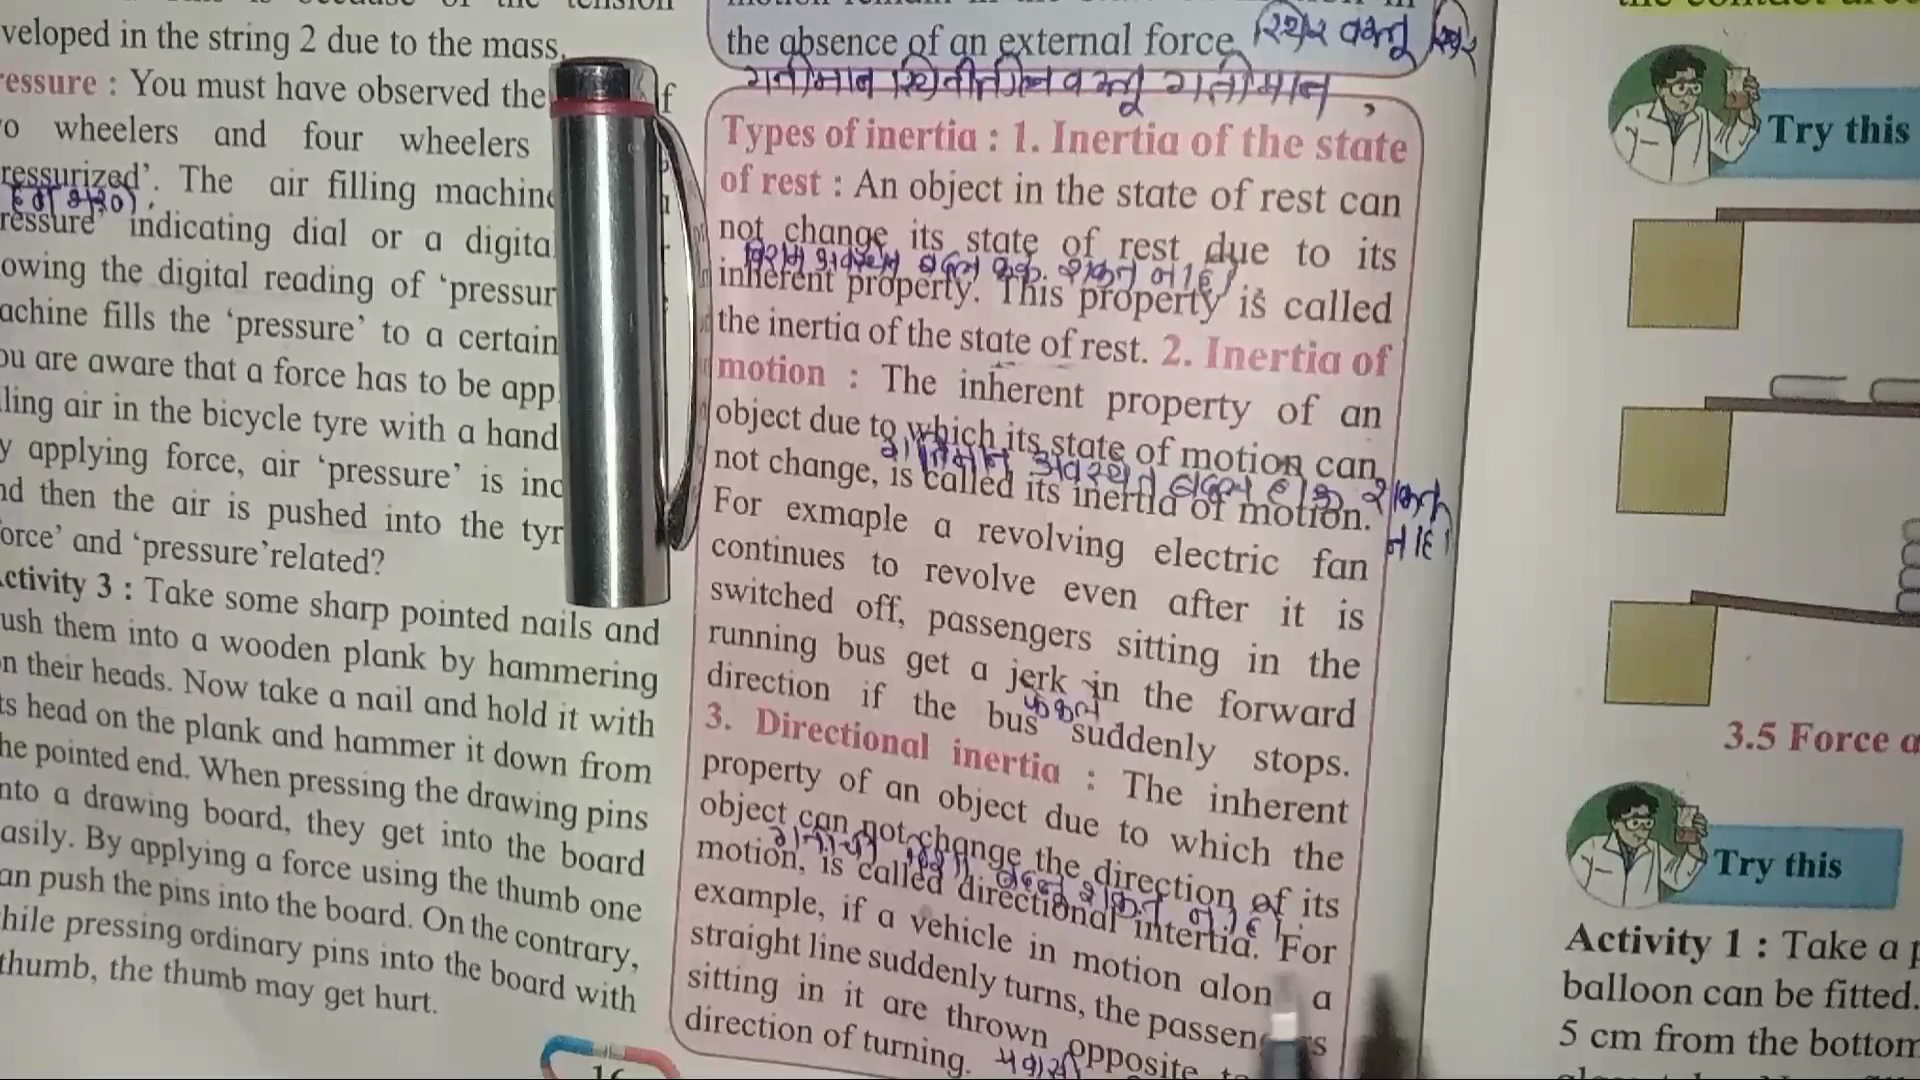 veloped in the string 2 due to the mass.
ressure : You must have observed the
o wheelers and four wheelers
ressurized’. The air filling machine
ressure’ indicating dial or a digita
owing the digital reading of ‘pressur
achine fills the ‘pressure’ to a certain
ou are aware that a force has to be app
ling air in the bicycle tyre with a hand
y applying force, air ‘pressure’ is inc
nd then the air is pushed into the tyr
orce’ and ‘pressure’related?
ctivity 3 : Take some sharp pointed nails and
ush them into a wooden plank by hammering
n their heads. Now take a nail and hold it with
ts head on the plank and hammer it down from
he pointed end. When pressing the drawing pins
nto a drawing board, they get into the board
asily. By applying a force using the thumb one
an push the pins into the board. On the contrary,
hile pressing ordinary pins into the board with
thumb, the thumb may get hurt.
16
the absence of an external force
स्थिर वस्तू स्थिर
Types of inertia : 1. Inertia of the state
of rest : An object in the state of rest can
not change its state of rest due to its
inherent property. This property is called
the inertia of the state of rest. 2. Inertia of
motion : The inherent property of an
object due to which its state of motion can
not change, is called its inertia of motion.
नाही
For exmaple a revolving electric fan
continues to revolve even after it is
switched off, passengers sitting in the
running bus get a jerk in the forward
direction if the bus suddenly stops.
3. Directional inertia : The inherent
property of an object due to which the
object can not change the direction of its
motion, is called directional intertia. For
example, if a vehicle in motion alon a
straight line suddenly turns, the passen
sitting in it are thrown opposite to
direction of turning. प्रवासी
Try this
3.5 Force a
Try this
Activity 1 : Take a p
balloon can be fitted.
5 cm from the bottom